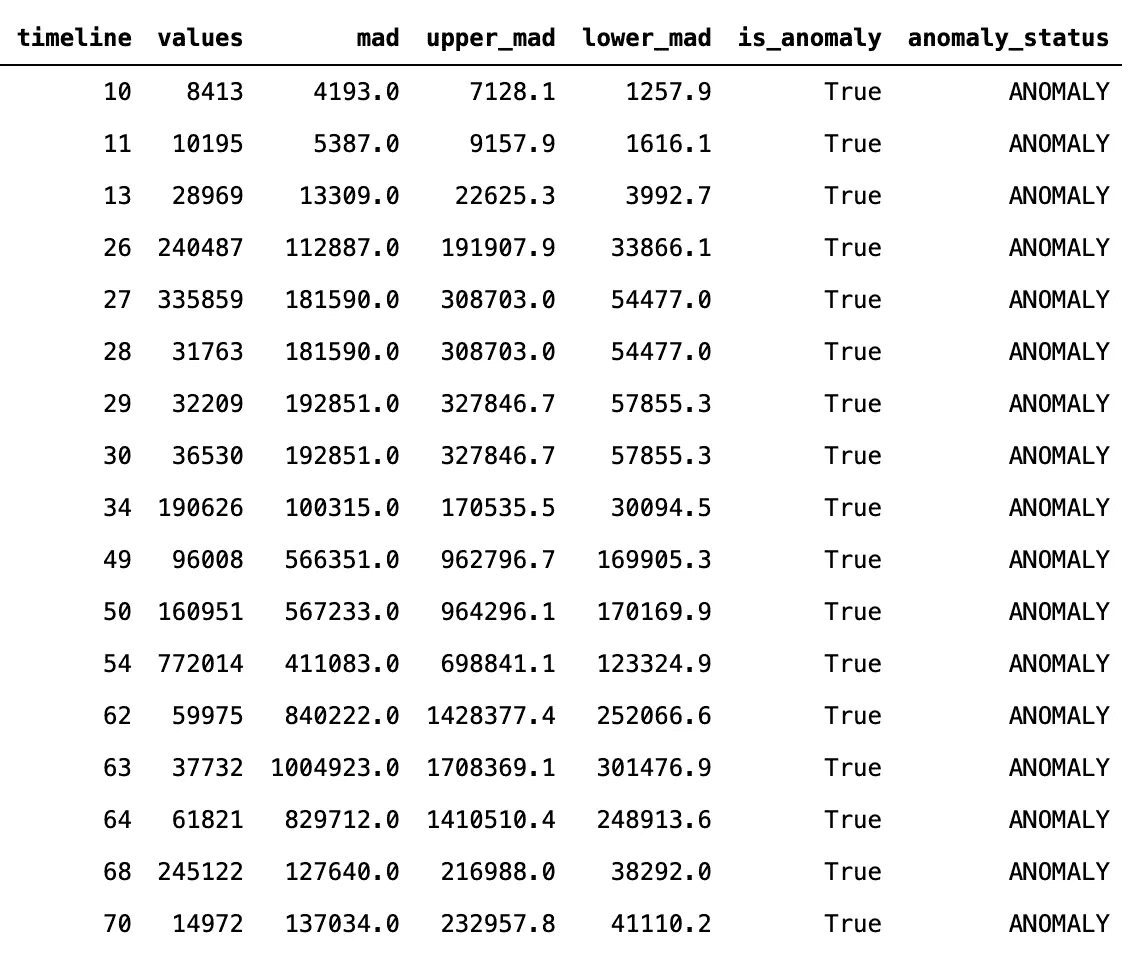 timeline values mad upper_mad lower_mad is_anomaly anomaly_status
10 8413 4193.0 7128.1 1257.9 True ANOMALY
11 10195 5387.0 9157.9 1616.1 True ANOMALY
13 28969 13309.0 22625.3 3992.7 True ANOMALY
26 240487 112887.0 191907.9 33866.1 True ANOMALY
27 335859 181590.0 308703.0 54477.0 True ANOMALY
28 31763 181590.0 308703.0 54477.0 True ANOMALY
29 32209 192851.0 327846.7 57855.3 True ANOMALY
30 36530 192851.0 327846.7 57855.3 True ANOMALY
34 190626 100315.0 170535.5 30094.5 True ANOMALY
49 96008 566351.0 962796.7 169905.3 True ANOMALY
50 160951 567233.0 964296.1 170169.9 True ANOMALY
54 772014 411083.0 698841.1 123324.9 True ANOMALY
62 59975 840222.0 1428377.4 252066.6 True ANOMALY
63 37732 1004923.0 1708369.1 301476.9 True ANOMALY
64 61821 829712.0 1410510.4 248913.6 True ANOMALY
68 245122 127640.0 216988.0 38292.0 True ANOMALY
70 14972 137034.0 232957.8 41110.2 True ANOMALY